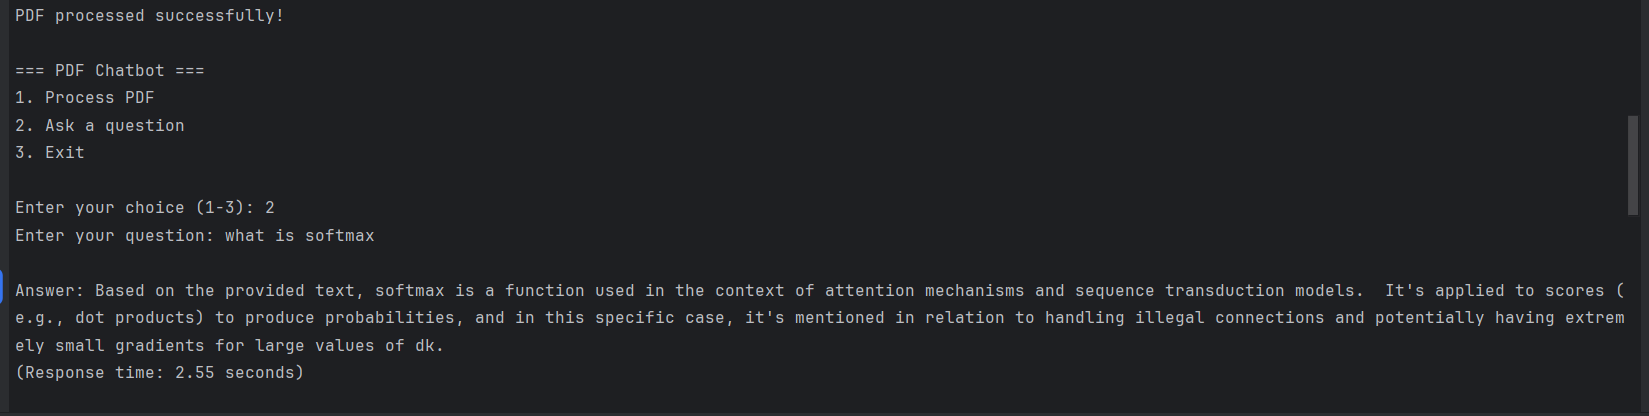 PDF processed successfully!
=== PDF Chatbot ===
1. Process PDF
2. Ask a question
3. Exit
Enter your choice (1-3): 2
Enter your question: what is softmax
Answer: Based on the provided text, softmax is a function used in the context of attention mechanisms and sequence transduction models.  It's applied to scores (
e.g., dot products) to produce probabilities, and in this specific case, it's mentioned in relation to handling illegal connections and potentially having extrem
ely small gradients for large values of dk.
(Response time: 2.55 seconds)